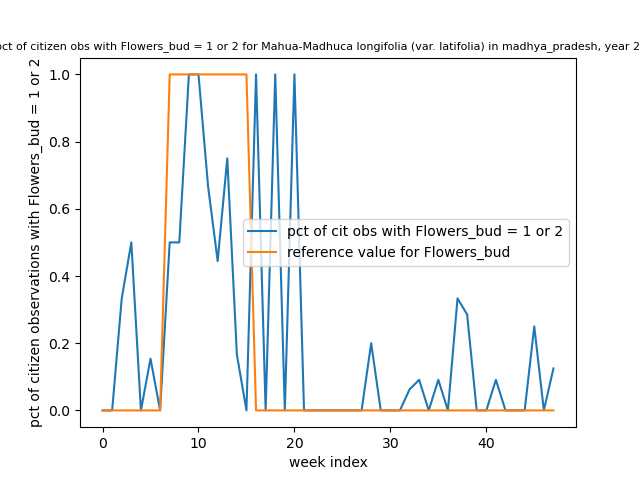 pct of citizen obs with Flowers_bud = 1 or 2 for Mahua-Madhuca longifolia (var. latifolia) in madhya_pradesh, year 2
pct of citizen observations with Flowers_bud = 1 or 2
1.0
0.8
0.6
0.4
0.2
0.0
pct of cit obs with Flowers_bud = 1 or 2
reference value for Flowers_bud
0 10 20 30 40
week index